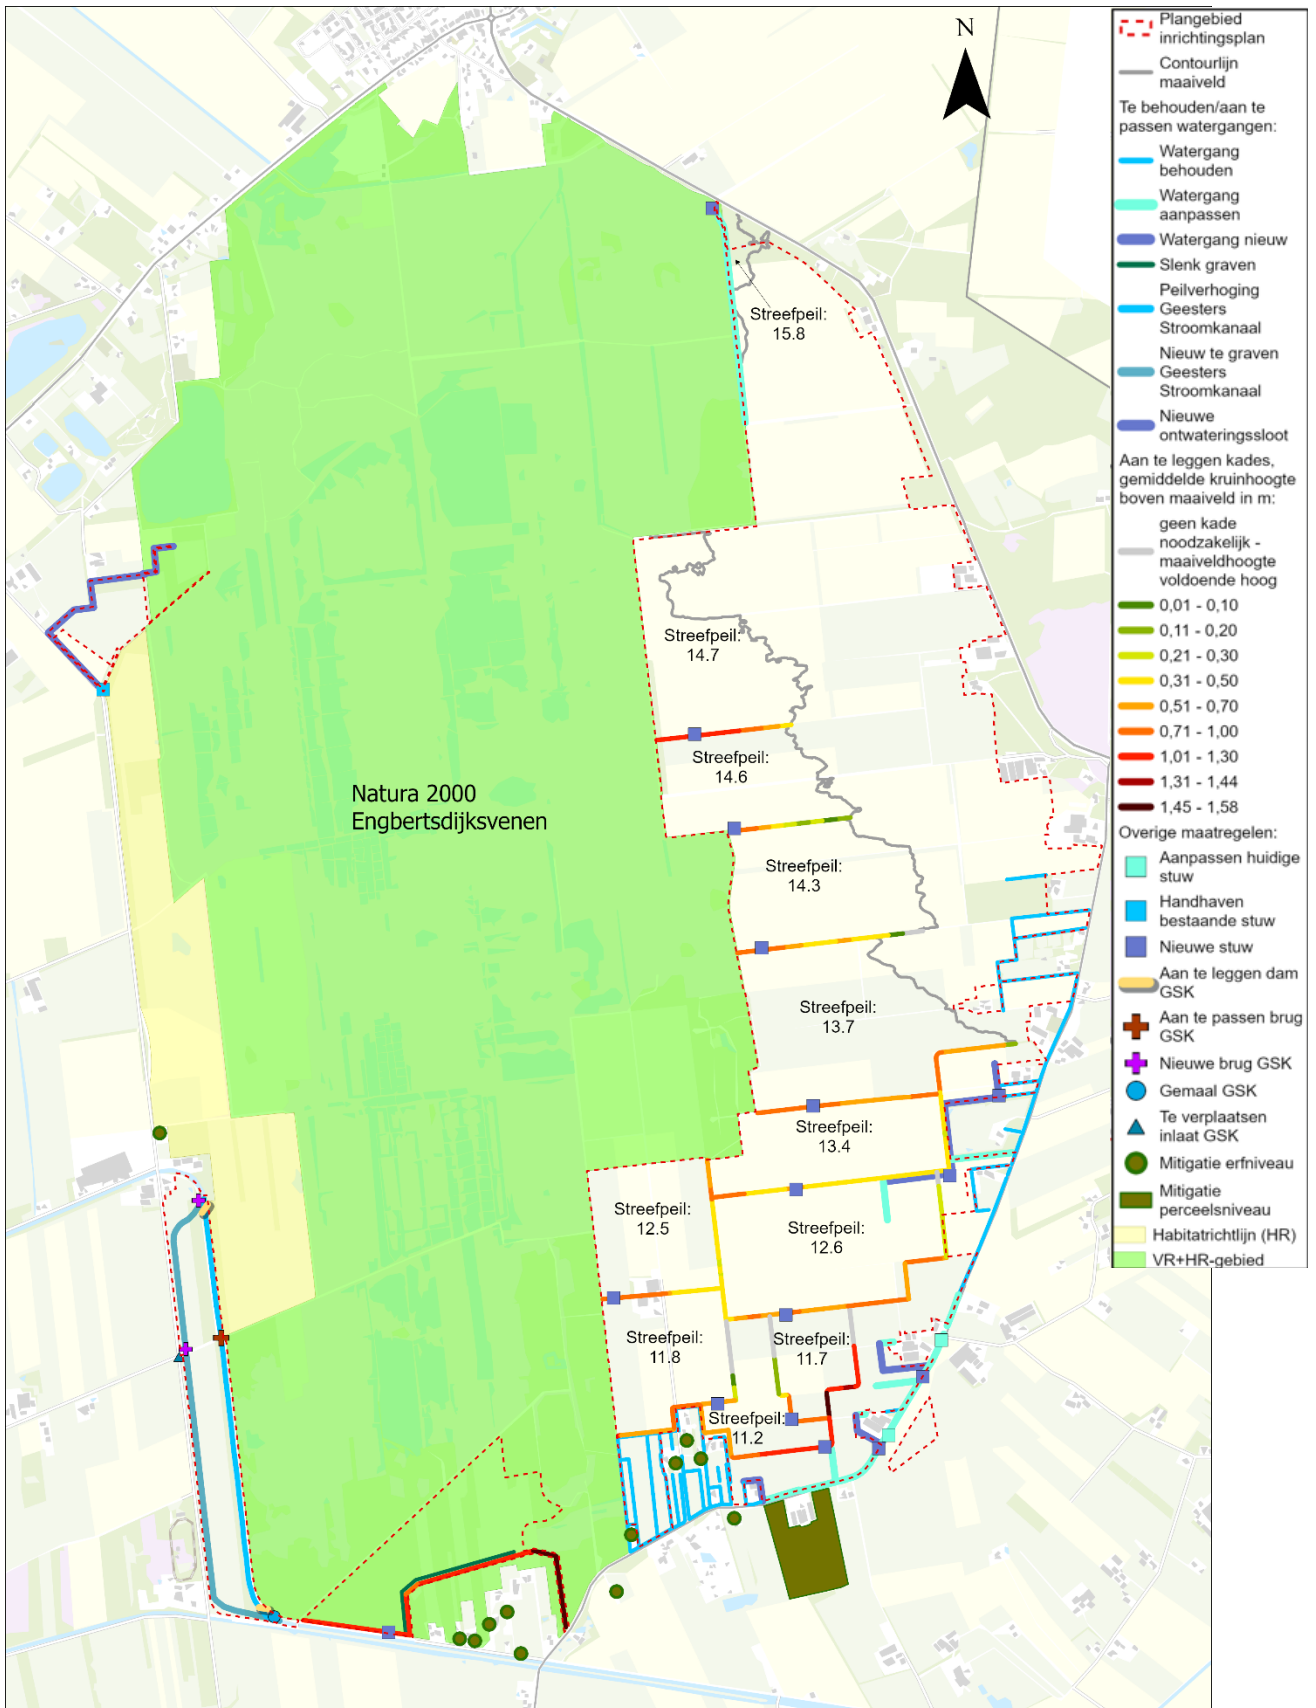 N
Streefpeil:
15.8
Streefpeil:
14.7
Streefpeil:
14.6
Natura 2000
Engbertsdijksvenen
Streefpeil:
14.3
Streefpeil:
13.7
Streefpeil:
13.4
Streefpeil:
12.5
Streefpeil:
12.6
Streefpeil:
11.8
Streefpeil:
11.7
Streefpeil:
11.2
Plangebied
inrichtingsplan
Contourlijn
maaiveld
Te behouden/aan te
passen watergangen:
Watergang
behouden
Watergang
aanpassen
Watergang nieuw
Slenk graven
Peilverhoging
Geesters
Stroomkanaal
Nieuw te graven
Geesters
Stroomkanaal
Nieuwe
ontwateringssloot
Aan te leggen kades,
gemiddelde kruinhoogte
boven maaiveld in m:
geen kade
noodzakelijk -
maaiveldhoogte
voldoende hoog
0,01 - 0,10
0,11 - 0,20
0,21 - 0,30
0,31 - 0,50
0,51 - 0,70
0,71 - 1,00
1,01 - 1,30
1,31 - 1,44
1,45 - 1,58
Overige maatregelen:
Aanpassen huidige
stuw
Handhaven
bestaande stuw
Nieuwe stuw
Aan te leggen dam
GSK
Aan te passen brug
GSK
Nieuwe brug GSK
Gemaal GSK
Te verplaatsen
inlaat GSK
Mitigatie erfniveau
Mitigatie
perceelsniveau
Habitatrichtlijn (HR)
VR+HR-gebied